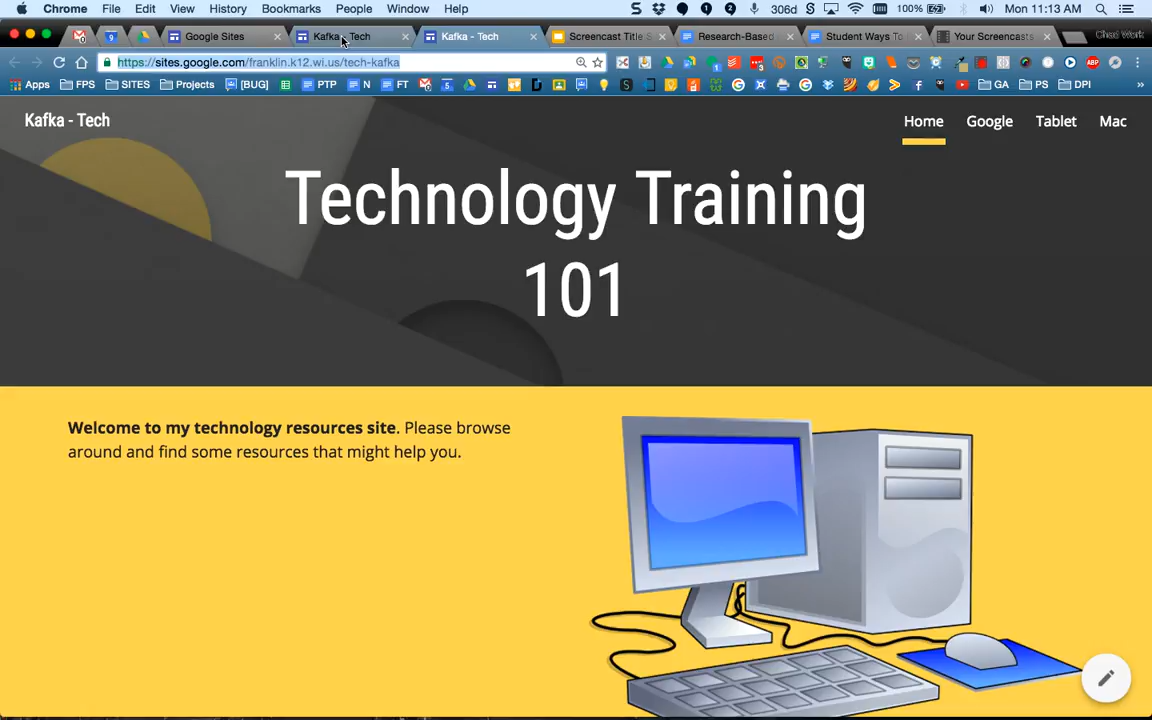 Chrome File Edit View History Bookmarks People Window Help 306d 100% Mon 11:13 AM
Google Sites Kafka - Tech Kafka - Tech Screencast Title S Research-Based Student Ways To Your Screencasts Chad Work
https://sites.google.com/franklin.k12.wi.us/tech-kafka
Apps FPS SITES Projects [BUG] PTP N FT GA PS DPI »
Kafka - Tech Home Google Tablet Mac
Technology Training
101
Welcome to my technology resources site. Please browse
around and find some resources that might help you.